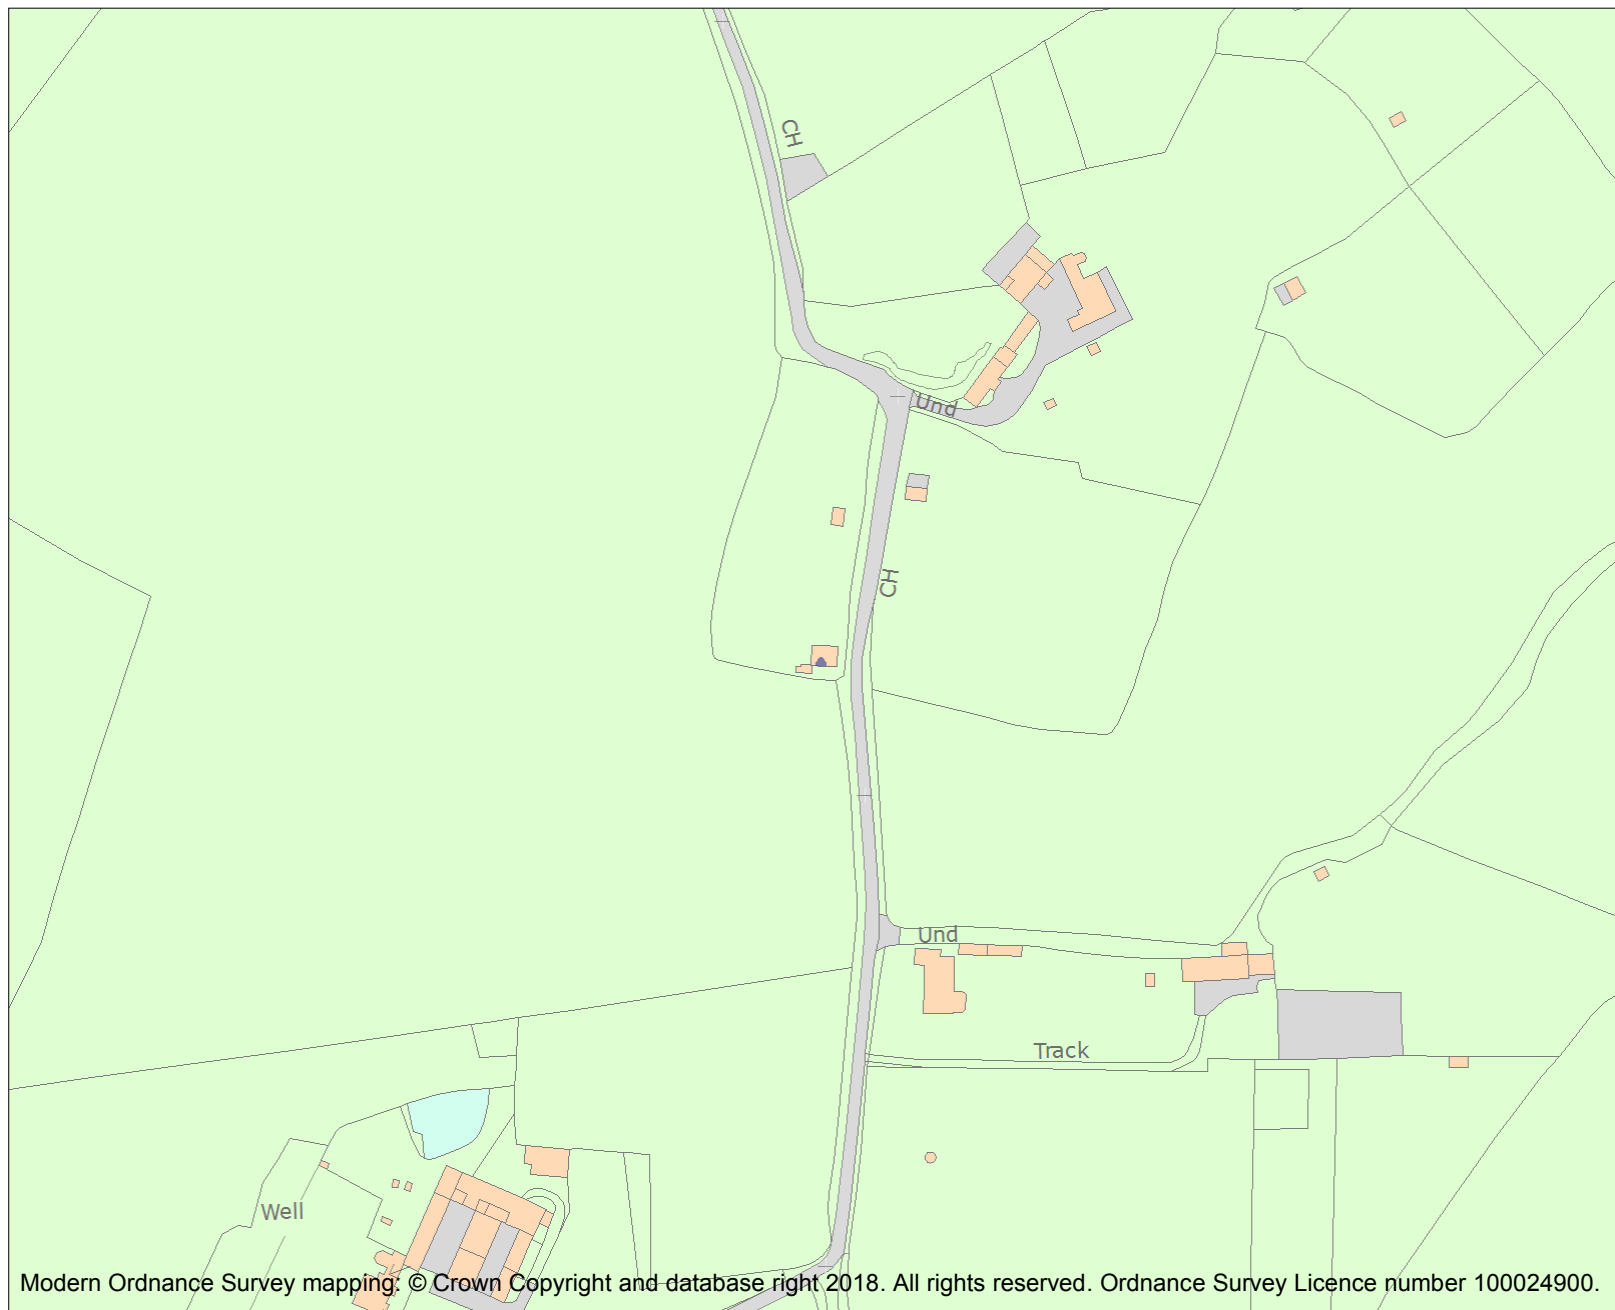 CH
Und
CH
Und
Track
Well
Modern Ordnance Survey mapping: © Crown Copyright and database right 2018. All rights reserved. Ordnance Survey Licence number 100024900.